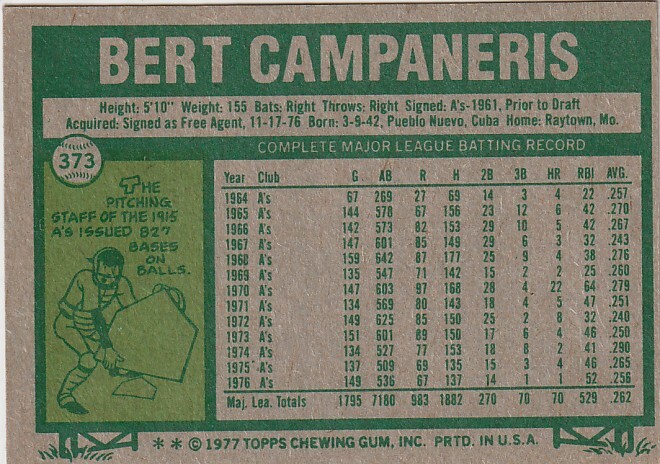 BERT CAMPANERIS
Height: 5'10" Weight: 155 Bats: Right Throws: Right Signed: A's-1961, Prior to Draft
Acquired: Signed as Free Agent, 11-17-76 Born: 3-9-42, Pueblo Nuevo, Cuba Home: Raytown, Mo.
373
COMPLETE MAJOR LEAGUE BATTING RECORD
THE
PITCHING
STAFF OF THE 1915
A'S ISSUED 827
BASES
ON
BALLS.
Year Club G AB R H 2B 3B HR RBI AVG.
1964 A's 67 269 27 69 14 3 4 22 .257
1965 A's 144 578 67 156 23 12 6 42 .270
1966 A's 142 573 82 153 29 10 5 42 .267
1967 A's 147 601 85 149 29 6 3 32 .243
1968 A's 159 642 87 177 25 9 4 38 .276
1969 A's 135 547 71 142 15 2 2 25 .260
1970 A's 147 603 97 168 28 4 22 64 .279
1971 A's 134 569 80 143 18 4 5 47 .251
1972 A's 149 625 85 150 25 2 8 32 .240
1973 A's 151 601 89 150 17 6 4 46 .250
1974 A's 134 527 77 153 18 8 2 41 .290
1975 A's 137 509 69 135 15 3 4 46 .265
1976 A's 149 536 67 137 14 1 1 52 .256
Maj. Lea. Totals 1795 7180 983 1882 270 70 70 529 .262
** © 1977 TOPPS CHEWING GUM, INC. PRTD. IN U.S.A.